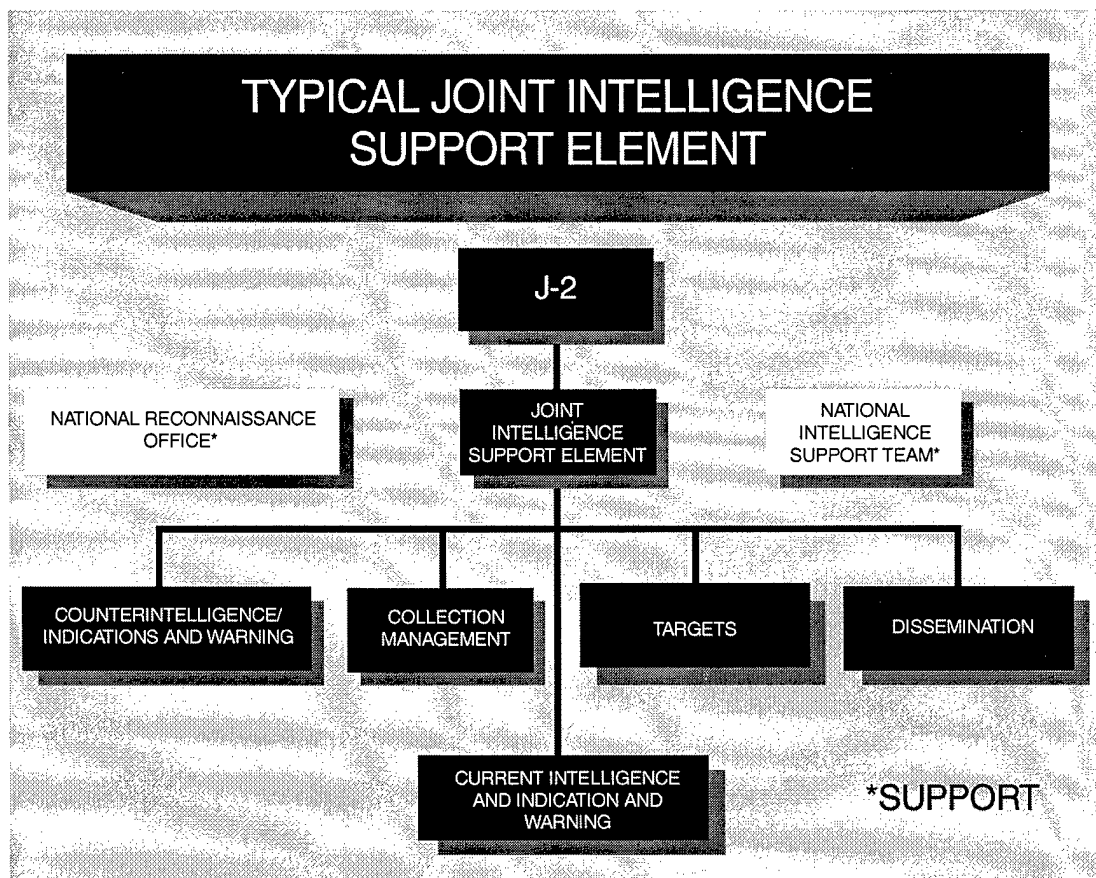 TYPICAL JOINT INTELLIGENCE
SUPPORT ELEMENT
J-2
NATIONAL RECONNAISSANCE
OFFICE*
JOINT
INTELLIGENCE
SUPPORT ELEMENT
NATIONAL
INTELLIGENCE
SUPPORT TEAM*
COUNTERINTELLIGENCE/
INDICATIONS AND WARNING
COLLECTION
MANAGEMENT
TARGETS
DISSEMINATION
CURRENT INTELLIGENCE
AND INDICATION AND
WARNING
*SUPPORT